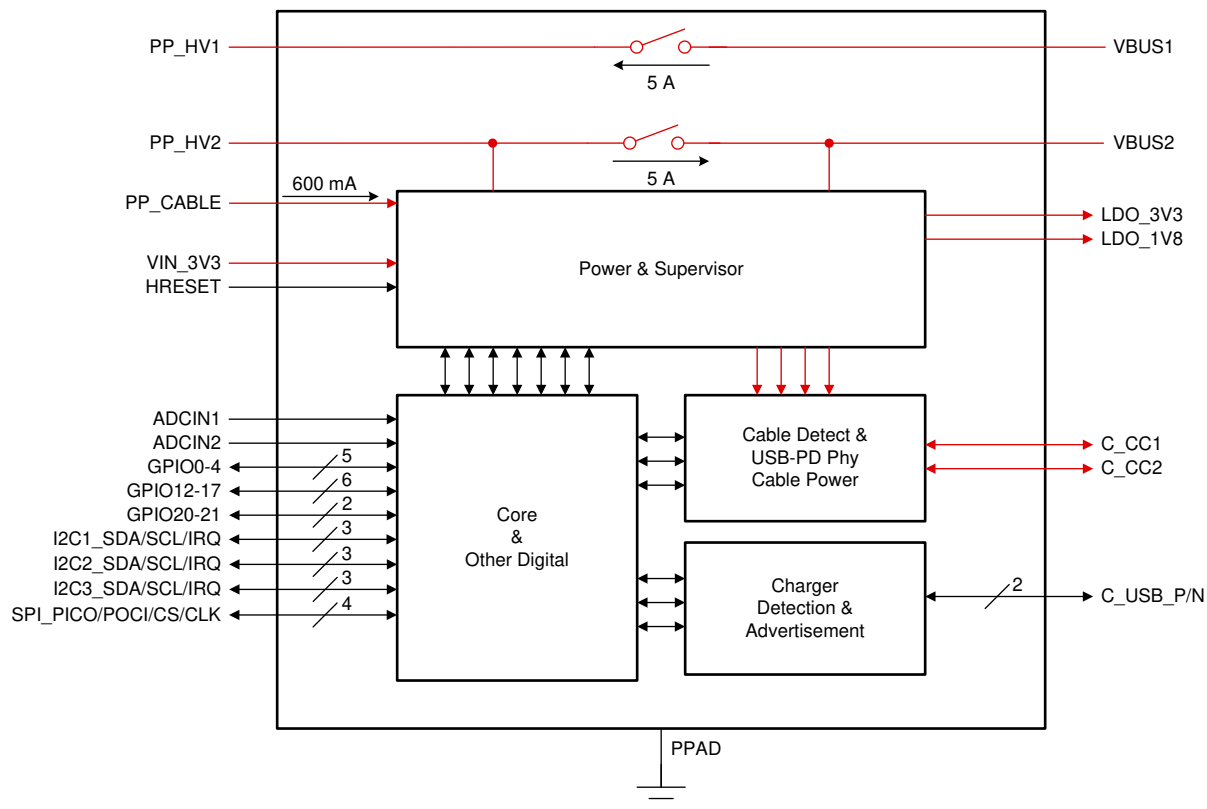 PP_HV1
VBUS1
5 A
PP_HV2
VBUS2
5 A
600 mA
PP_CABLE
LDO_3V3
LDO_1V8
VIN_3V3
Power & Supervisor
HRESET
ADCIN1
ADCIN2
GPIO0-4
5
GPIO12-17
6
GPIO20-21
2
I2C1_SDA/SCL/IRQ
3
I2C2_SDA/SCL/IRQ
3
I2C3_SDA/SCL/IRQ
3
SPI_PICO/POCI/CS/CLK
4
Core
&
Other Digital
Cable Detect &
USB-PD Phy
Cable Power
C_CC1
C_CC2
Charger
Detection &
Advertisement
2
C_USB_P/N
PPAD